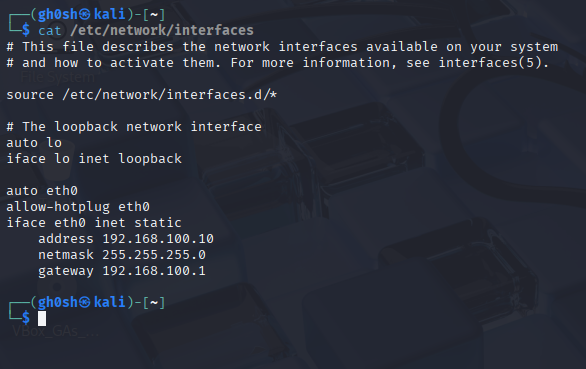 ┌──(gh0sh㉿kali)-[~]
└─$ cat /etc/network/interfaces
# This file describes the network interfaces available on your system
# and how to activate them. For more information, see interfaces(5).

source /etc/network/interfaces.d/*

# The loopback network interface
auto lo
iface lo inet loopback

auto eth0
allow-hotplug eth0
iface eth0 inet static
    address 192.168.100.10
    netmask 255.255.255.0
    gateway 192.168.100.1

┌──(gh0sh㉿kali)-[~]
└─$
VBox_GAs_...